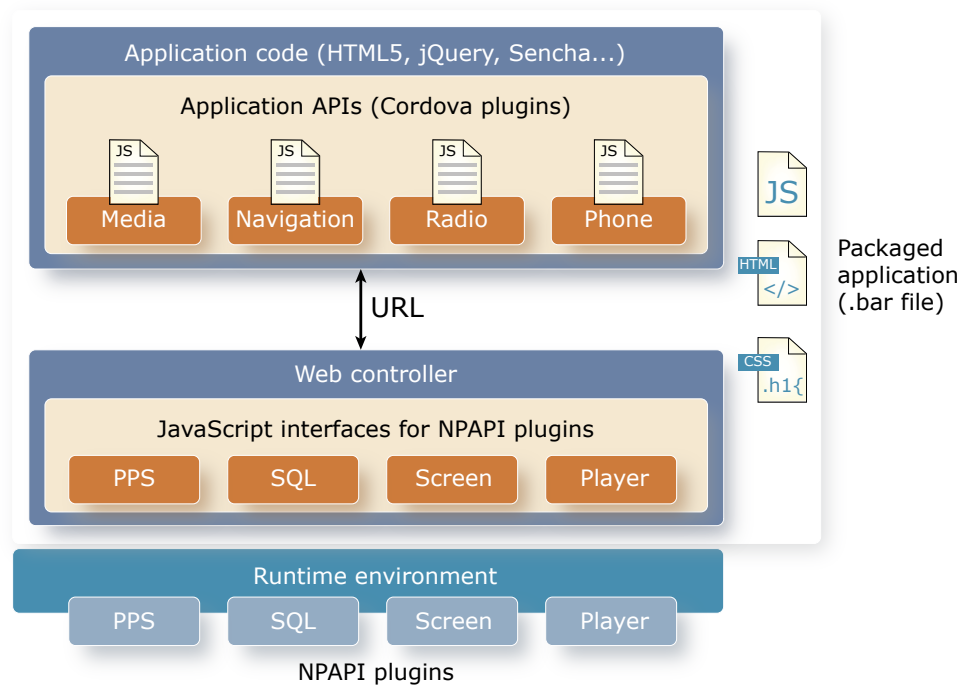 Application code (HTML5, jQuery, Sencha...)
Application APIs (Cordova plugins)
JS JS JS JS
Media Navigation Radio Phone
JS
HTML
</>
Packaged
application
(.bar file)
URL
CSS
.h1{
Web controller
JavaScript interfaces for NPAPI plugins
PPS SQL Screen Player
Runtime environment
PPS SQL Screen Player
NPAPI plugins